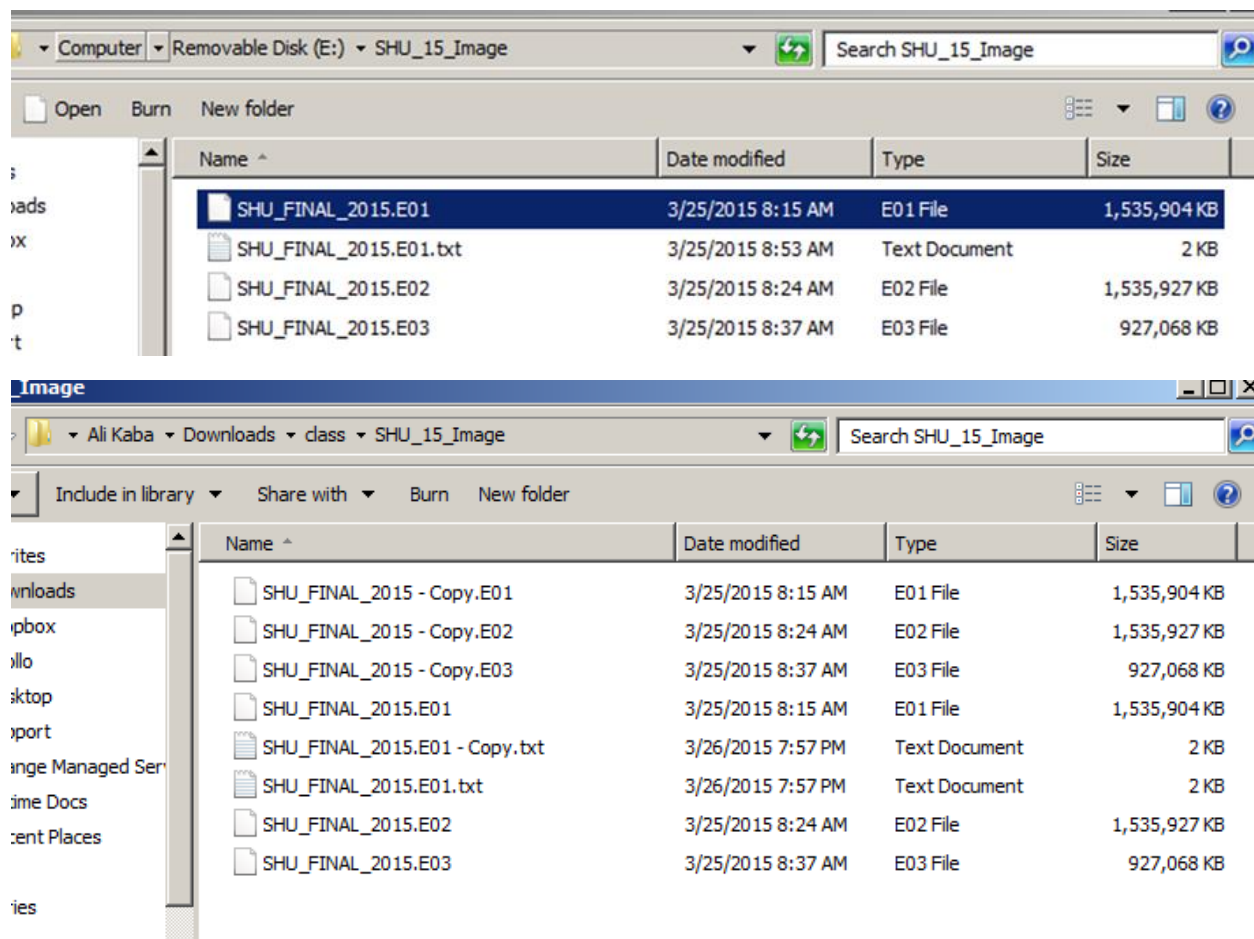 Computer Removable Disk (E:) SHU_15_Image Search SHU_15_Image
Open Burn New folder
Name Date modified Type Size
SHU_FINAL_2015.E01 3/25/2015 8:15 AM E01 File 1,535,904 KB
SHU_FINAL_2015.E01.txt 3/25/2015 8:53 AM Text Document 2 KB
SHU_FINAL_2015.E02 3/25/2015 8:24 AM E02 File 1,535,927 KB
SHU_FINAL_2015.E03 3/25/2015 8:37 AM E03 File 927,068 KB
_Image
Ali Kaba Downloads class SHU_15_Image Search SHU_15_Image
Include in library Share with Burn New folder
Name Date modified Type Size
SHU_FINAL_2015 - Copy.E01 3/25/2015 8:15 AM E01 File 1,535,904 KB
SHU_FINAL_2015 - Copy.E02 3/25/2015 8:24 AM E02 File 1,535,927 KB
SHU_FINAL_2015 - Copy.E03 3/25/2015 8:37 AM E03 File 927,068 KB
SHU_FINAL_2015.E01 3/25/2015 8:15 AM E01 File 1,535,904 KB
SHU_FINAL_2015.E01 - Copy.txt 3/26/2015 7:57 PM Text Document 2 KB
ange Managed Ser
SHU_FINAL_2015.E01.txt 3/26/2015 7:57 PM Text Document 2 KB
Docs
SHU_FINAL_2015.E02 3/25/2015 8:24 AM E02 File 1,535,927 KB
Places
SHU_FINAL_2015.E03 3/25/2015 8:37 AM E03 File 927,068 KB